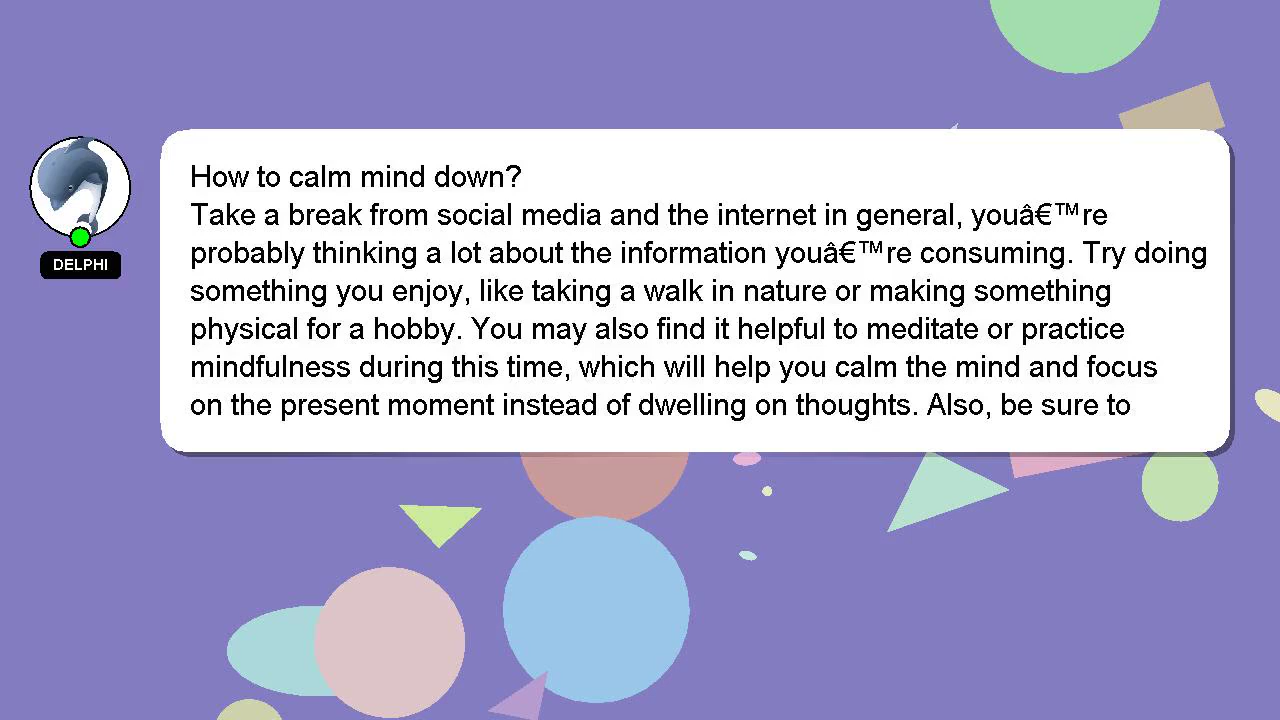 How to calm mind down?
Take a break from social media and the internet in general, youâ€™re
probably thinking a lot about the information youâ€™re consuming. Try doing
something you enjoy, like taking a walk in nature or making something
physical for a hobby. You may also find it helpful to meditate or practice
mindfulness during this time, which will help you calm the mind and focus
on the present moment instead of dwelling on thoughts. Also, be sure to
DELPHI